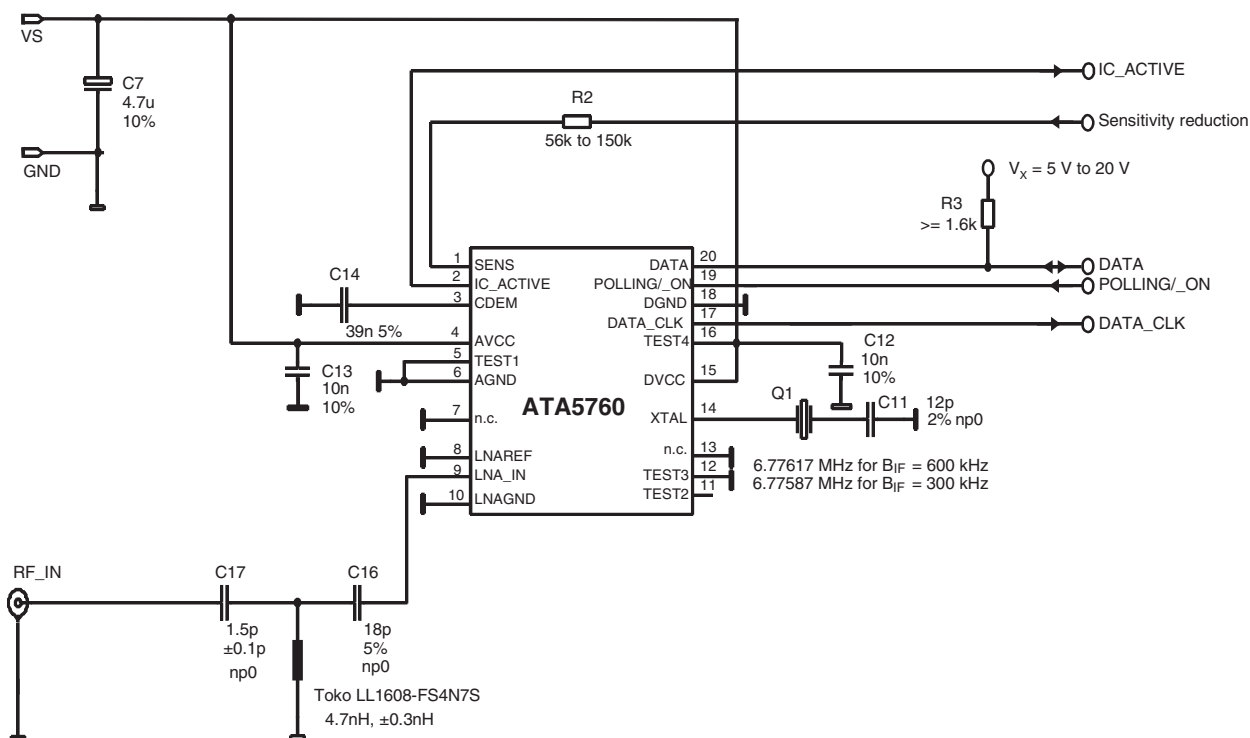 VS
C7
4.7u
10%
GND
IC_ACTIVE
R2
56k to 150k
Sensitivity reduction
VX = 5 V to 20 V
R3
>= 1.6k
C14
39n 5%
C13
10n
10%
1
SENS
2
IC_ACTIVE
3
CDEM
4
AVCC
5
TEST1
6
AGND
7
n.c.
8
LNAREF
9
LNA_IN
10
LNAGND
ATA5760
DATA
20
POLLING/_ON
19
DGND
18
DATA_CLK
17
TEST4
16
DVCC
15
XTAL
14
n.c.
13
TEST3
12
TEST2
11
DATA
POLLING/_ON
DATA_CLK
C12
10n
10%
Q1
C11
12p
2% np0
6.77617 MHz for BIF = 600 kHz
6.77587 MHz for BIF = 300 kHz
RF_IN
C17
1.5p
±0.1p
np0
C16
18p
5%
np0
Toko LL1608-FS4N7S
4.7nH, ±0.3nH